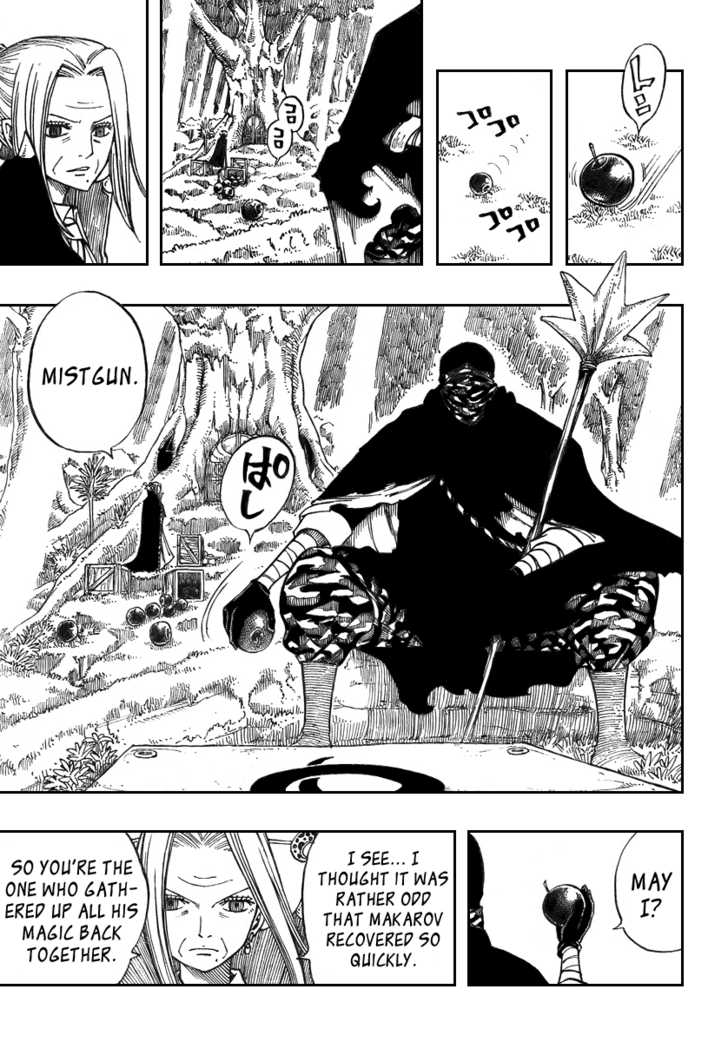 コロ
コロ
コロ
コロ
コロ
コロ
MISTGUN.
ぱし
MAY
I?
I SEE... I
THOUGHT IT WAS
RATHER ODD
THAT MAKAROV
RECOVERED SO
QUICKLY.
SO YOU'RE THE
ONE WHO GATH-
ERED UP ALL HIS
MAGIC BACK
TOGETHER.